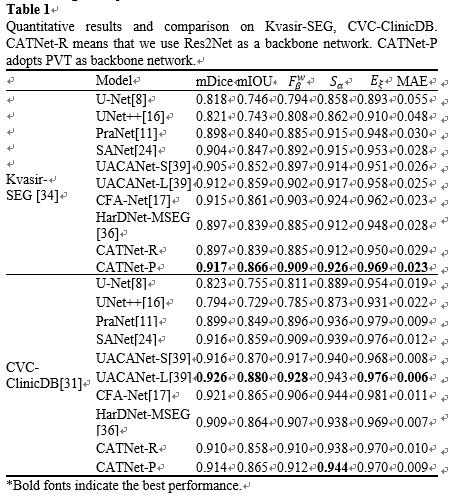 Table 1
Quantitative results and comparison on Kvasir-SEG, CVC-ClinicDB.
CATNet-R means that we use Res2Net as a backbone network. CATNet-P
adopts PVT as backbone network.
Model mDice mIOU Fβ^w Sα Eξ MAE
Kvasir-SEG [34]
U-Net[8] 0.818 0.746 0.794 0.858 0.893 0.055
UNet++[16] 0.821 0.743 0.808 0.862 0.910 0.048
PraNet[11] 0.898 0.840 0.885 0.915 0.948 0.030
SANet[24] 0.904 0.847 0.892 0.915 0.953 0.028
UACANet-S[39] 0.905 0.852 0.897 0.914 0.951 0.026
UACANet-L[39] 0.912 0.859 0.902 0.917 0.958 0.025
CFA-Net[17] 0.915 0.861 0.903 0.924 0.962 0.023
HarDNet-MSEG [36] 0.897 0.839 0.885 0.912 0.948 0.028
CATNet-R 0.897 0.839 0.885 0.912 0.950 0.029
CATNet-P 0.917 0.866 0.909 0.926 0.969 0.023
CVC-ClinicDB[31]
U-Net[8] 0.823 0.755 0.811 0.889 0.954 0.019
UNet++[16] 0.794 0.729 0.785 0.873 0.931 0.022
PraNet[11] 0.899 0.849 0.896 0.936 0.979 0.009
SANet[24] 0.916 0.859 0.909 0.939 0.976 0.012
UACANet-S[39] 0.916 0.870 0.917 0.940 0.968 0.008
UACANet-L[39] 0.926 0.880 0.928 0.943 0.976 0.006
CFA-Net[17] 0.921 0.865 0.906 0.944 0.981 0.011
HarDNet-MSEG [36] 0.909 0.864 0.907 0.938 0.969 0.007
CATNet-R 0.910 0.858 0.910 0.938 0.970 0.010
CATNet-P 0.914 0.865 0.912 0.944 0.970 0.009
*Bold fonts indicate the best performance.